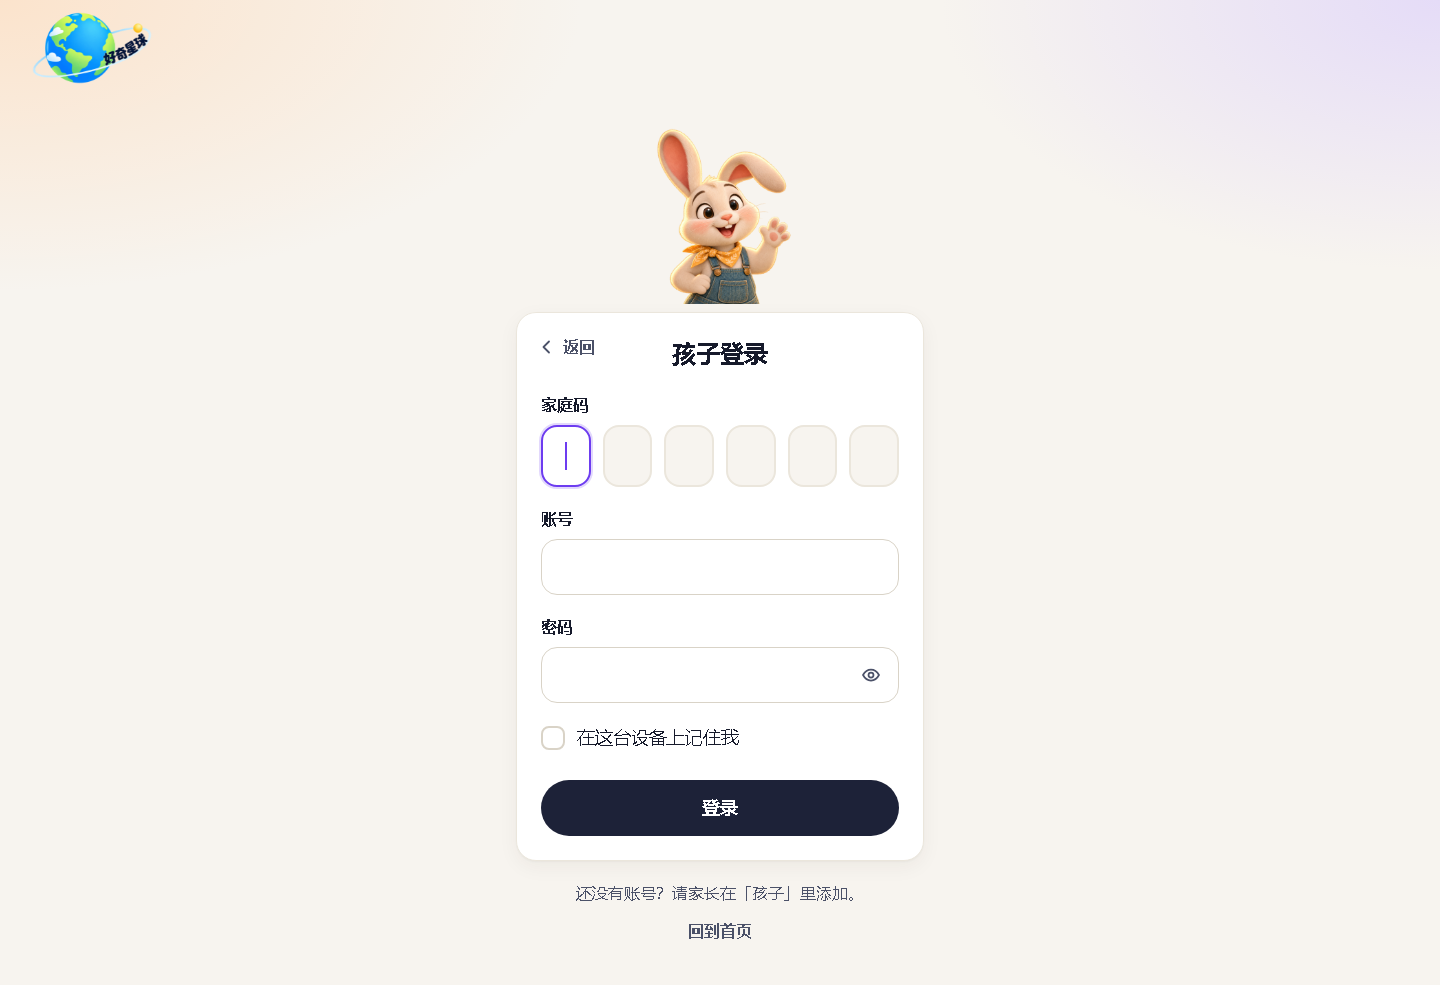 好奇星球
返回
孩子登录
家庭码
账号
密码
在这台设备上记住我
登录
还没有账号？请家长在「孩子」里添加。
回到首页